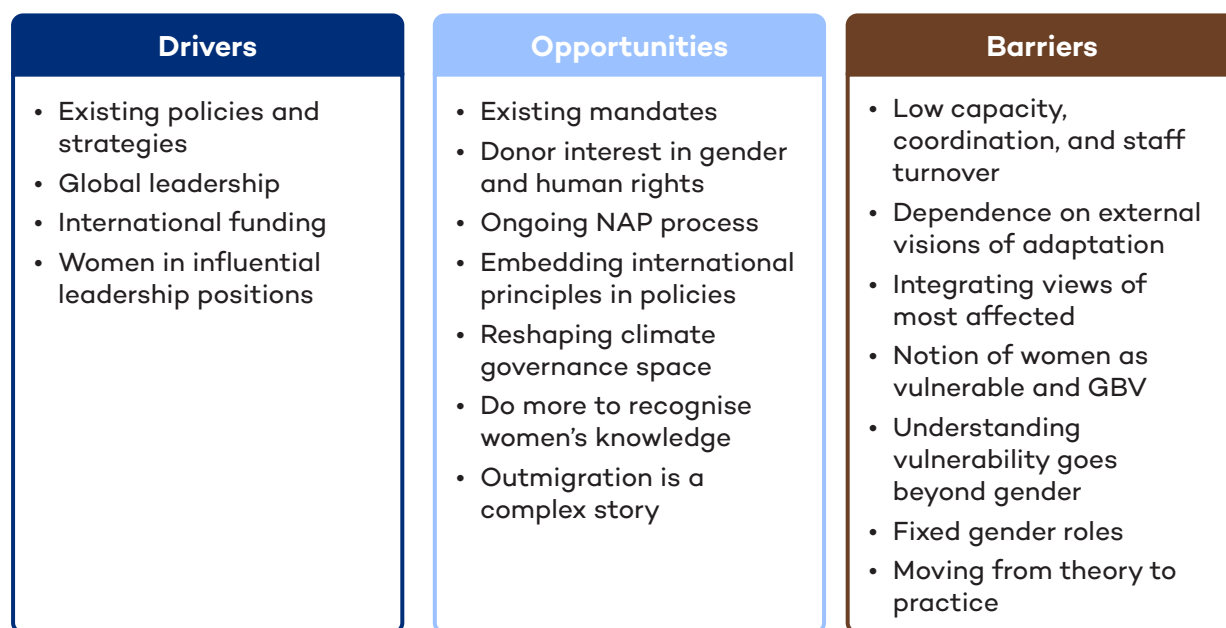 Drivers
• Existing policies and
strategies
• Global leadership
• International funding
• Women in influential
leadership positions
Opportunities
• Existing mandates
• Donor interest in gender
and human rights
• Ongoing NAP process
• Embedding international
principles in policies
• Reshaping climate
governance space
• Do more to recognise
women’s knowledge
• Outmigration is a
complex story
Barriers
• Low capacity,
coordination, and staff
turnover
• Dependence on external
visions of adaptation
• Integrating views of
most affected
• Notion of women as
vulnerable and GBV
• Understanding
vulnerability goes
beyond gender
• Fixed gender roles
• Moving from theory to
practice